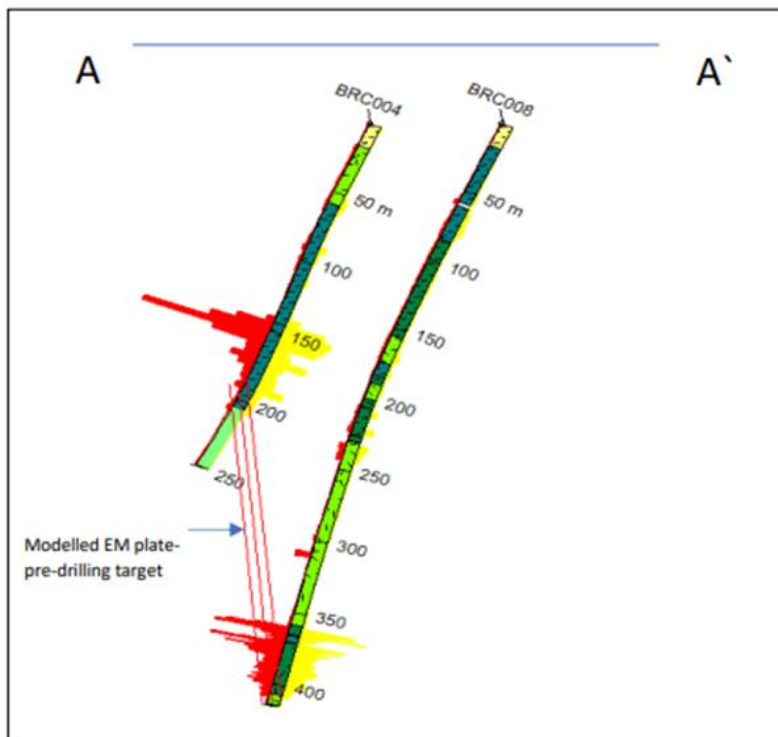 A
A`
BRC004
BRC008
50 m
100
150
200
250
50 m
100
150
200
250
300
350
400
Modelled EM plate-
pre-drilling target